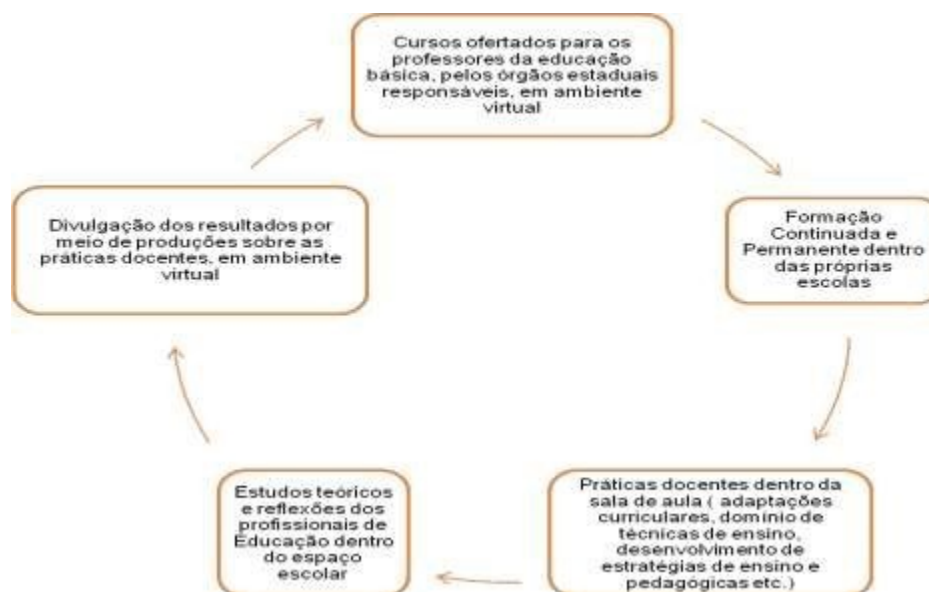 Cursos ofertados para os
professores da educação
básica, pelos órgãos estaduais
responsáveis, em ambiente
virtual
Divulgação dos resultados por
meio de produções sobre as
práticas docentes, em ambiente
virtual
Formação
Continuada e
Permanente dentro
das próprias
escolas
Estudos teóricos
e reflexões dos
profissionais de
Educação dentro
do espaço
escolar
Práticas docentes dentro da
sala de aula ( adaptações
curriculares, domínio de
técnicas de ensino,
desenvolvimento de
estratégias de ensino e
pedagógicas etc.)